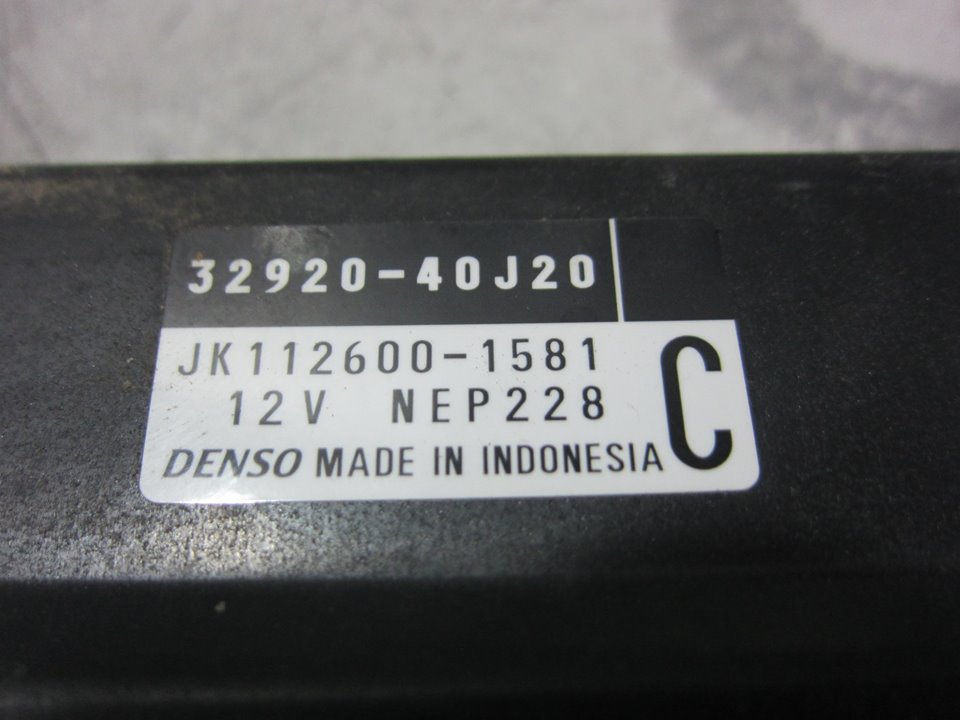 32920-40J20
JK112600-1581
12V NEP228
C
DENSO MADE IN INDONESIA